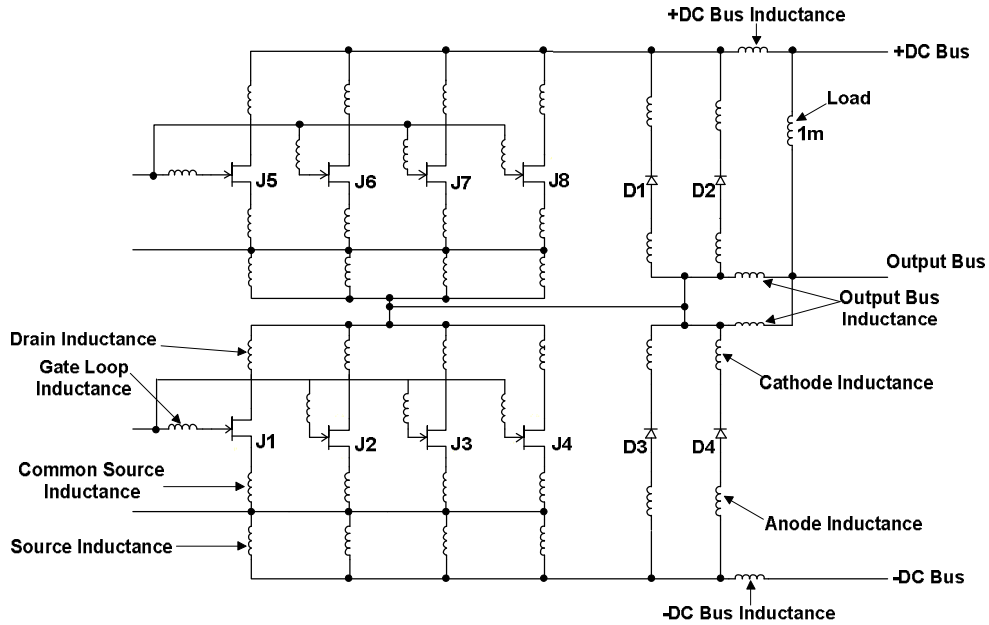 +DC Bus Inductance
+DC Bus
Load
1m
J5
J6
J7
J8
D1
D2
Output Bus
Output Bus
Inductance
Drain Inductance
Gate Loop
Inductance
Cathode Inductance
J1
J2
J3
J4
D3
D4
Common Source
Inductance
Anode Inductance
Source Inductance
-DC Bus
-DC Bus Inductance